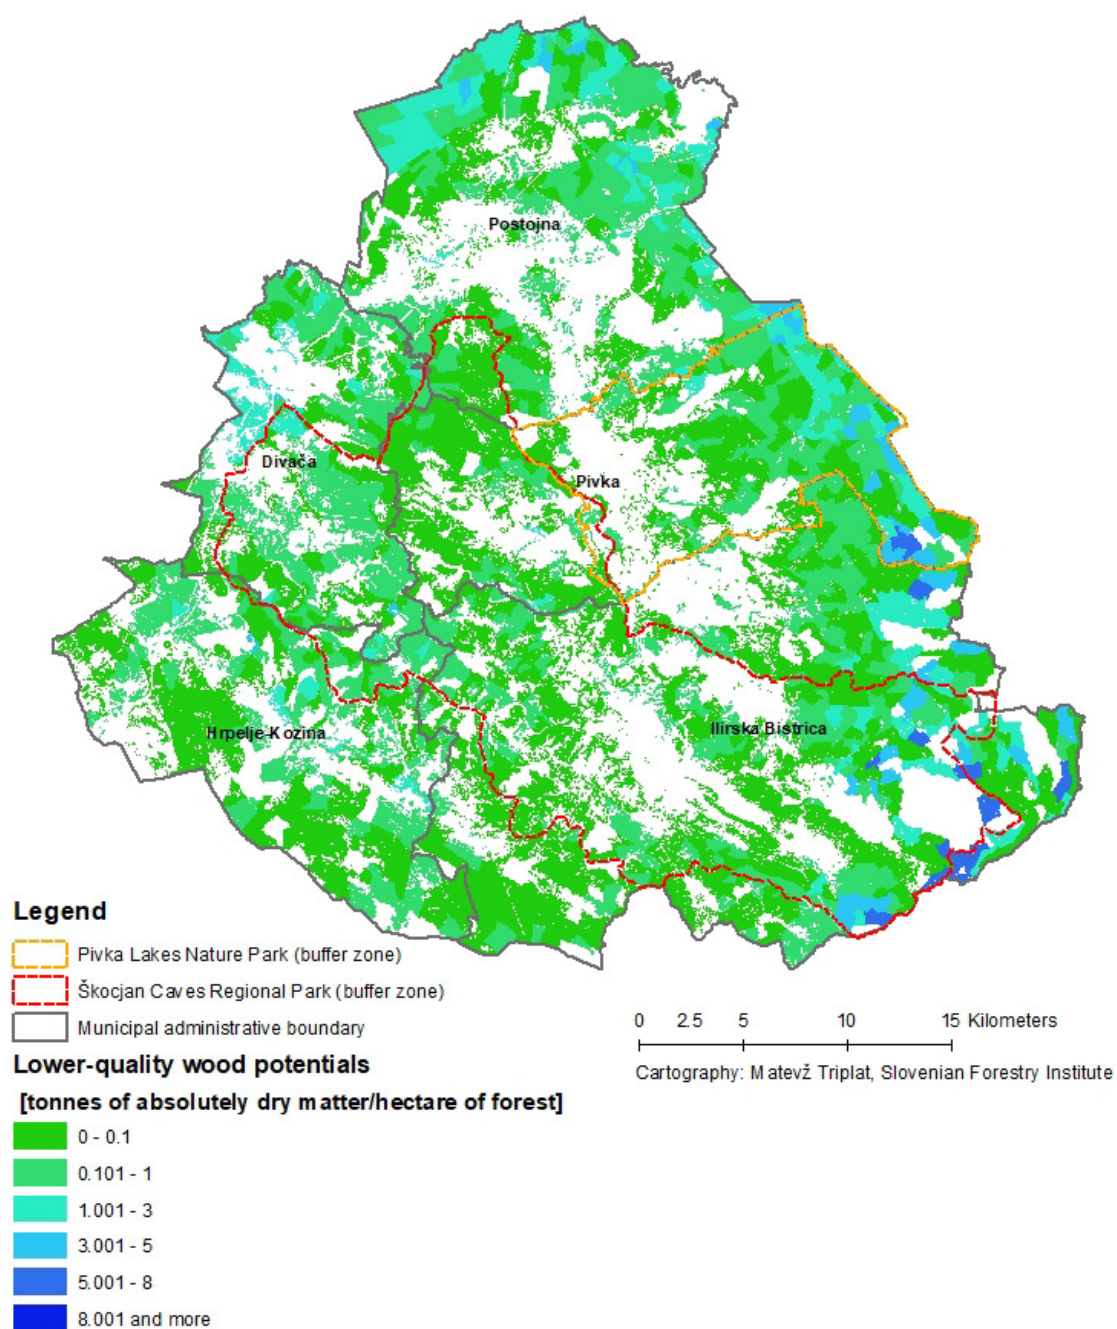 Postojna
Divača
Pivka
Hrpelje-Kozina
Ilirska Bistrica
Legend
Pivka Lakes Nature Park (buffer zone)
Škocjan Caves Regional Park (buffer zone)
Municipal administrative boundary
0 2.5 5 10 15 Kilometers
Cartography: Matevž Triplat, Slovenian Forestry Institute
Lower-quality wood potentials
[tonnes of absolutely dry matter/hectare of forest]
0 - 0.1
0.101 - 1
1.001 - 3
3.001 - 5
5.001 - 8
8.001 and more